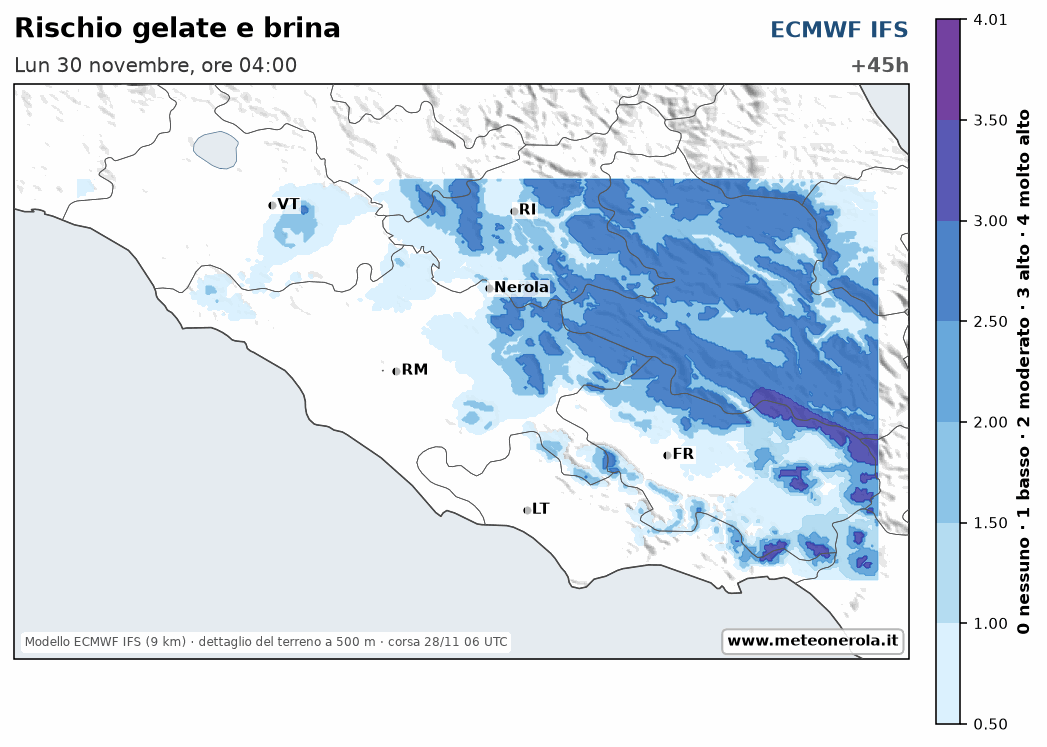 Rischio gelate e brina
ECMWF IFS
Lun 30 novembre, ore 04:00
+45h
VT
RI
Nerola
RM
FR
LT
Modello ECMWF IFS (9 km) · dettaglio del terreno a 500 m · corsa 28/11 06 UTC
www.meteonerola.it
4.01
3.50
3.00
2.50
2.00
1.50
1.00
0.50
0 nessuno · 1 basso · 2 moderato · 3 alto · 4 molto alto